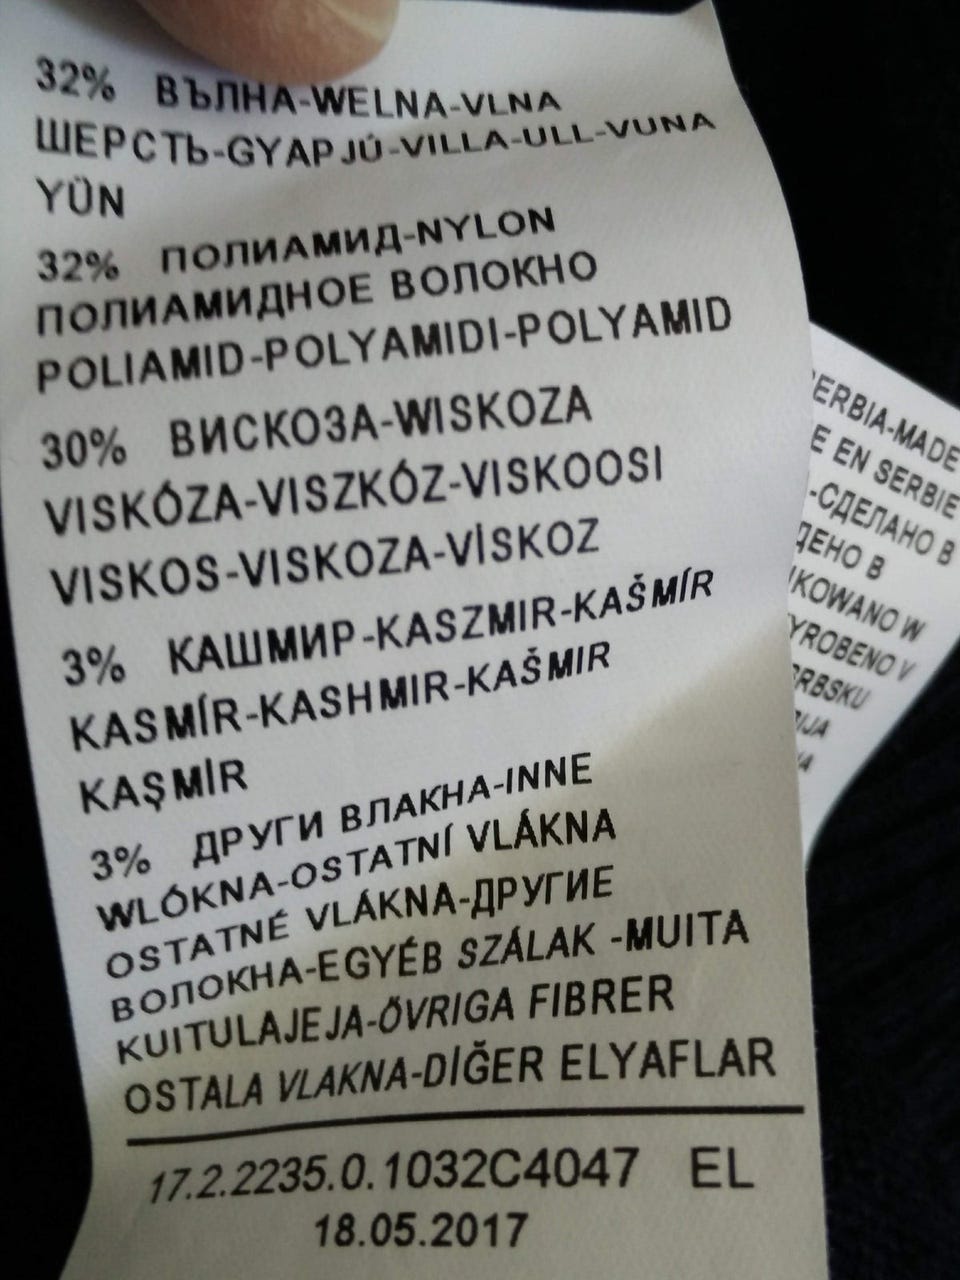 32% ВЪЛНА-WELNA-VLNA
ШЕРСТЬ-GYAPJÚ-VILLA-ULL-VUNA
YÜN
32% ПОЛИАМИД-NYLON
ПОЛИАМИДНОЕ ВОЛОКНО
POLIAMID-POLYAMIDI-POLYAMID
30% ВИСКОЗА-WISKOZA
VISKÓZA-VISZKÓZ-VISKOOSI
VISKOS-VISKOZA-VİSKOZ
3% КАШМИР-KASZMIR-KAŠMÍR
KASMÍR-KASHMIR-KAŠMIR
KAŞMİR
3% ДРУГИ ВЛАКНА-INNE
WLÓKNA-OSTATNÍ VLÁKNA
OSTATNÉ VLÁKNA-ДРУГИЕ
ВОЛОКНА-EGYÉB SZÁLAK -MUITA
KUITULAJEJA-ŐVRIGA FIBRER
OSTALA VLAKNA-DİĞER ELYAFLAR
17.2.2235.0.1032C4047 EL
18.05.2017
ERBIA-MADE
E EN SERBIE
-СДЕЛАНО В
ДЕНО В
KOWANO W
YROBENO V
RBSKU
IJA